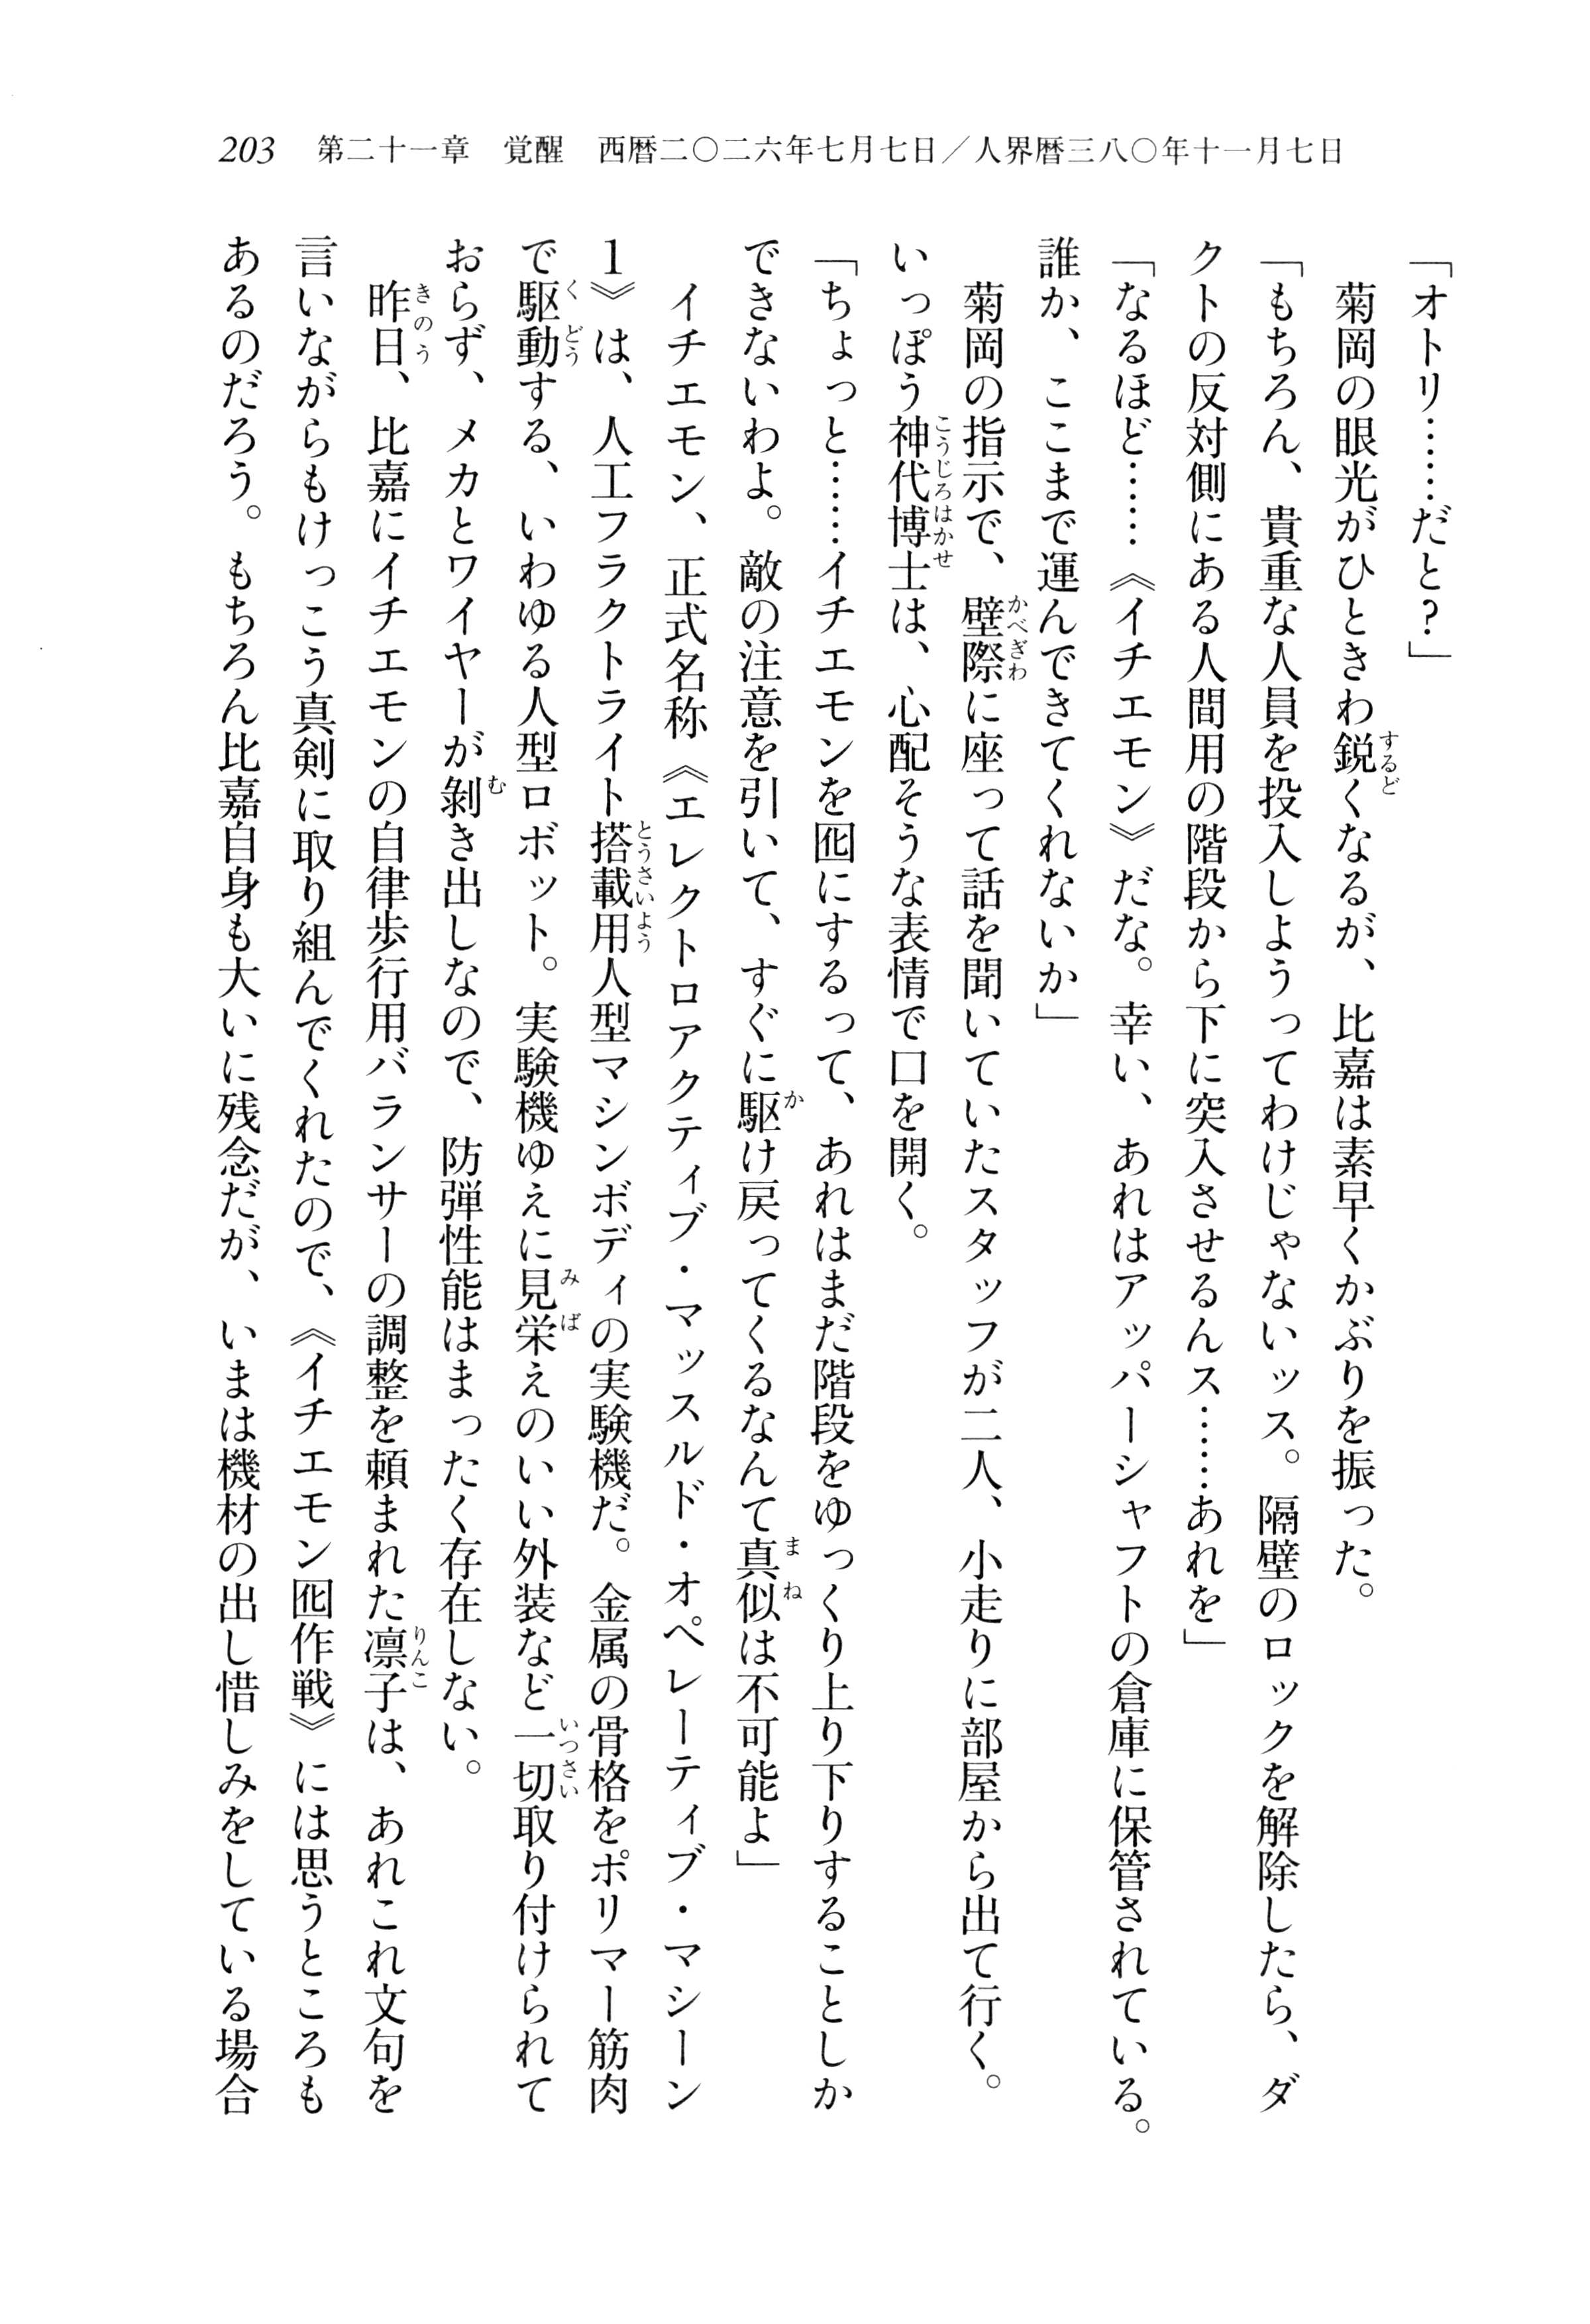 203　第二十一章　覚醒　西暦二〇二六年七月七日／人界暦三八〇年十一月七日
「オトリ……だと？」
　菊岡の眼光がひときわ鋭くなるが、比嘉は素早くかぶりを振った。
「もちろん、貴重な人員を投入しようってわけじゃないッス。隔壁のロックを解除したら、ダ
クトの反対側にある人間用の階段から下に突入させるんス……あれを」
「なるほど……《イチエモン》だな。幸い、あれはアッパーシャフトの倉庫に保管されている。
誰か、ここまで運んできてくれないか」
　菊岡の指示で、壁際に座って話を聞いていたスタッフが二人、小走りに部屋から出て行く。
いっぽう神代博士は、心配そうな表情で口を開く。
「ちょっと……イチエモンを囮にするって、あれはまだ階段をゆっくり上り下りすることしか
できないわよ。敵の注意を引いて、すぐに駆け戻ってくるなんて真似は不可能よ」
　イチエモン、正式名称《エレクトロアクティブ・マッスルド・オペレーティブ・マシーン
1》は、人工フラクトライト搭載用人型マシンボディの実験機だ。金属の骨格をポリマー筋肉
で駆動する、いわゆる人型ロボット。実験機ゆえに見栄えのいい外装など一切取り付けられて
おらず、メカとワイヤーが剝き出しなので、防弾性能はまったく存在しない。
　昨日、比嘉にイチエモンの自律歩行用バランサーの調整を頼まれた凛子は、あれこれ文句を
言いながらもけっこう真剣に取り組んでくれたので、《イチエモン囮作戦》には思うところも
あるのだろう。もちろん比嘉自身も大いに残念だが、いまは機材の出し惜しみをしている場合